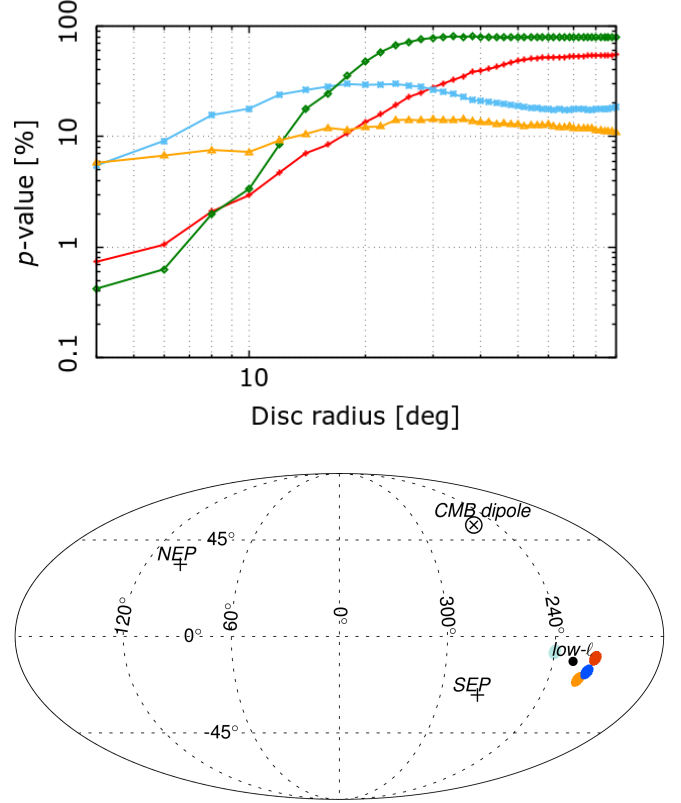 100
10
1
0.1
p-value [%]
10
Disc radius [deg]
CMB dipole
45°
NEP
120°
60°
0°
300°
240°
0°
low-ℓ
SEP
-45°